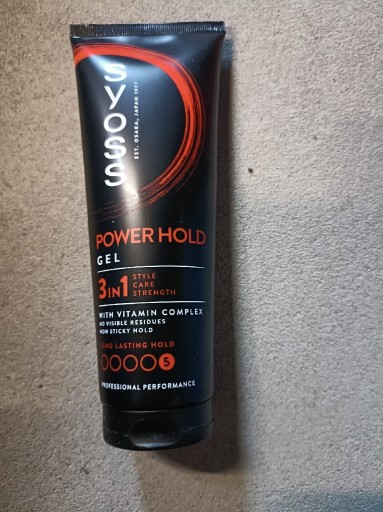 SYOSS
EST. OSAKA, JAPAN 1977
POWER HOLD
GEL
3IN1
STYLE
CARE
STRENGTH
WITH VITAMIN COMPLEX
NO VISIBLE RESIDUES
NON STICKY HOLD
LONG LASTING HOLD
5
PROFESSIONAL PERFORMANCE